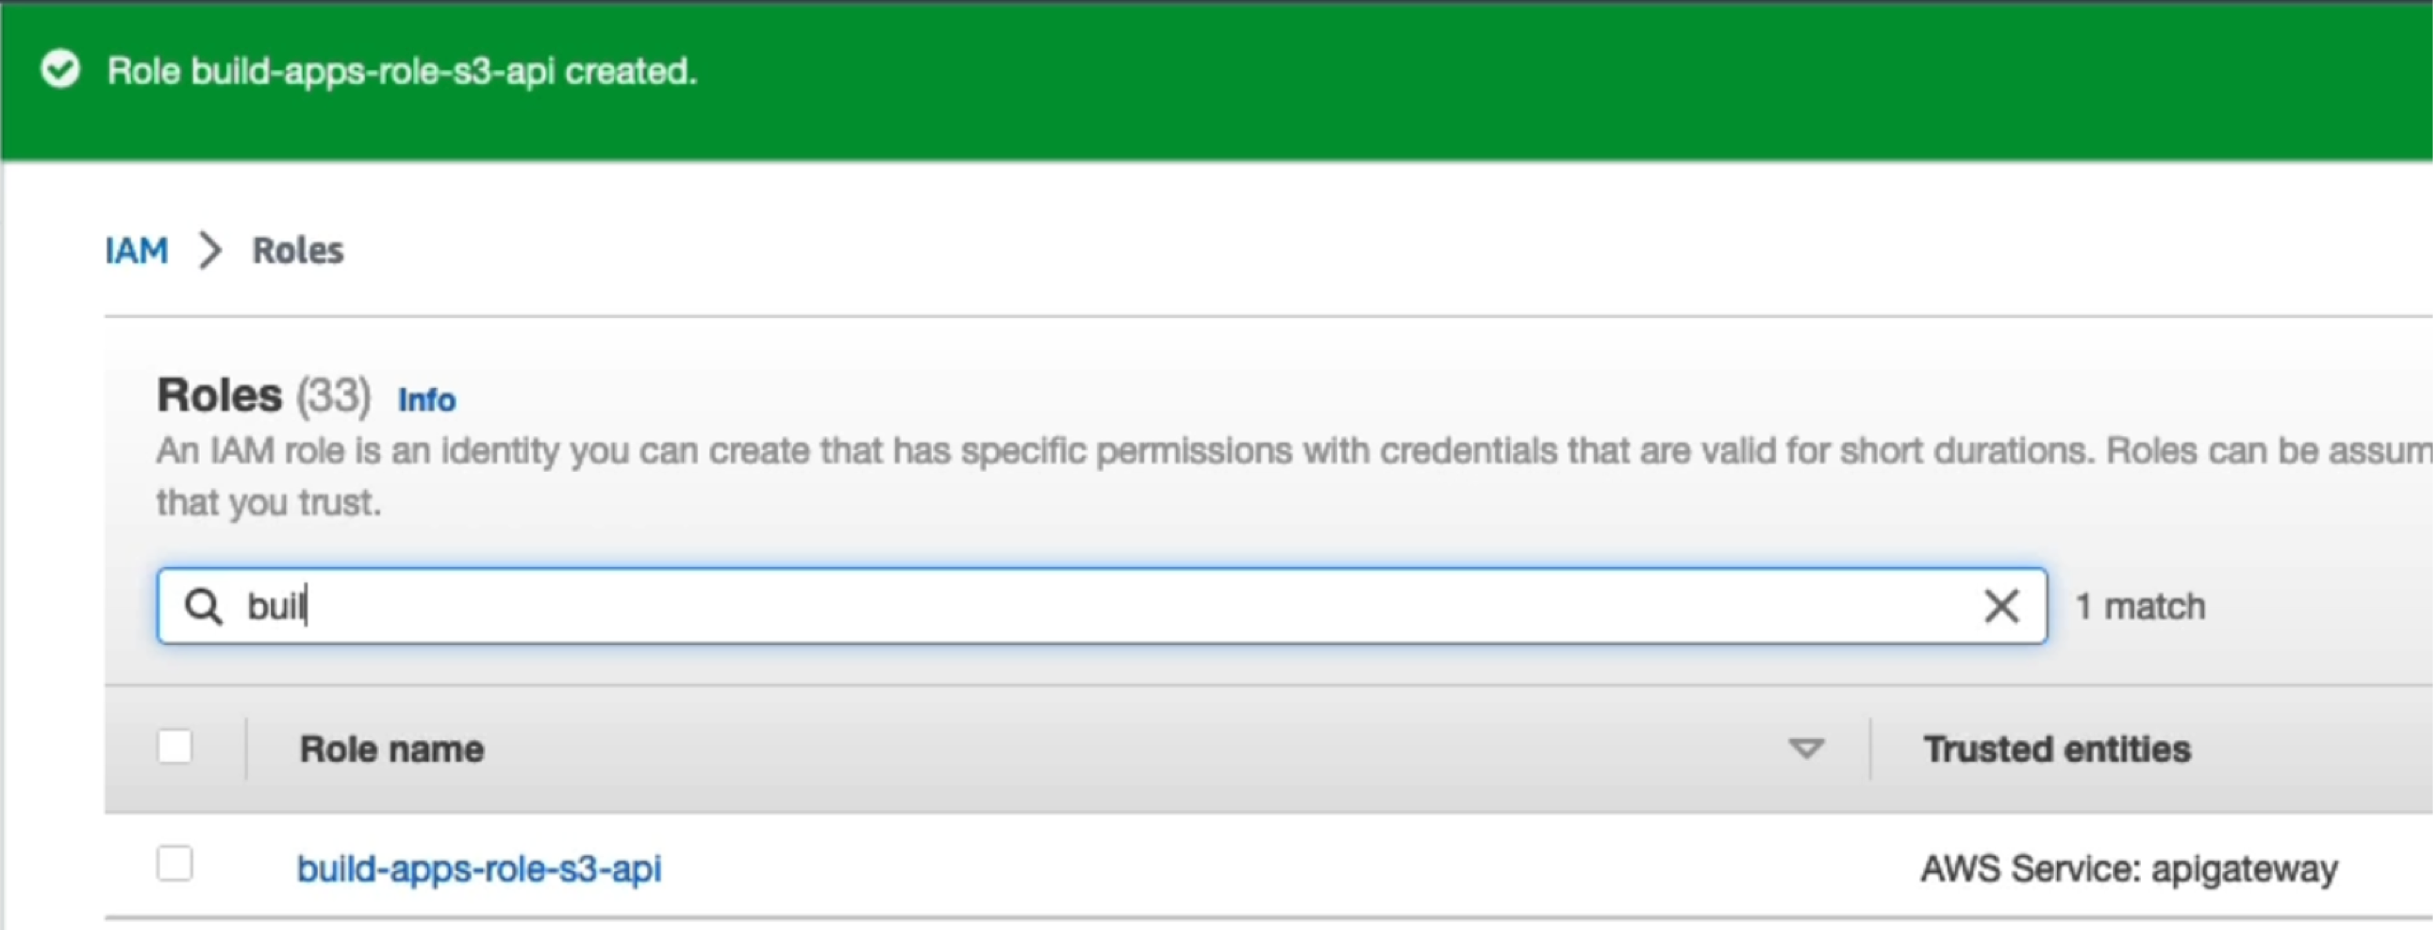 Role build-apps-role-s3-api created.
IAM > Roles
Roles (33) Info
An IAM role is an identity you can create that has specific permissions with credentials that are valid for short durations. Roles can be assum
that you trust.
buil
1 match
Role name
Trusted entities
build-apps-role-s3-api
AWS Service: apigateway